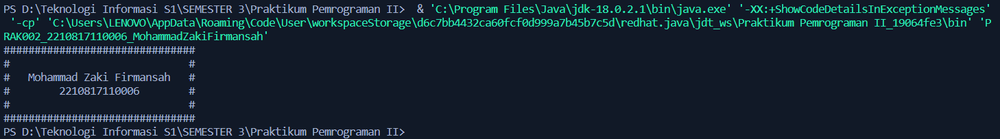 PS D:\Teknologi Informasi S1\SEMESTER 3\Praktikum Pemrograman II>  & 'C:\Program Files\Java\jdk-18.0.2.1\bin\java.exe' '-XX:+ShowCodeDetailsInExceptionMessages'
 '-cp' 'C:\Users\LENOVO\AppData\Roaming\Code\User\workspaceStorage\d6c7bb4432ca60fcf0d999a7b45b7c5d\redhat.java\jdt_ws\Praktikum Pemrograman II_19064fe3\bin' 'P
RAK002_2210817110006_MohammadZakiFirmansah'
###############################
#                             #
#   Mohammad Zaki Firmansah   #
#        2210817110006        #
#                             #
###############################
PS D:\Teknologi Informasi S1\SEMESTER 3\Praktikum Pemrograman II>